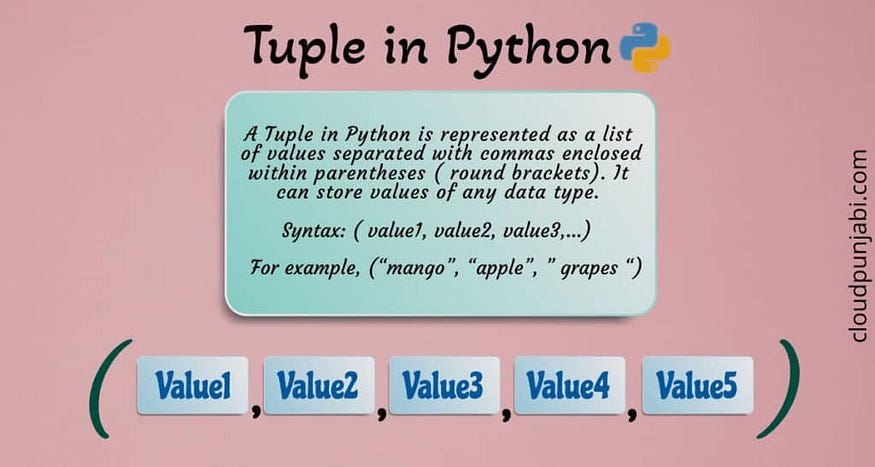 Tuple in Python
A Tuple in Python is represented as a list
of values separated with commas enclosed
within parentheses ( round brackets). It
can store values of any data type.
Syntax: ( value1, value2, value3,...)
For example, (“mango”, “apple”, ” grapes “)
( Value1 , Value2 , Value3 , Value4 , Value5 )
cloudpunjabi.com